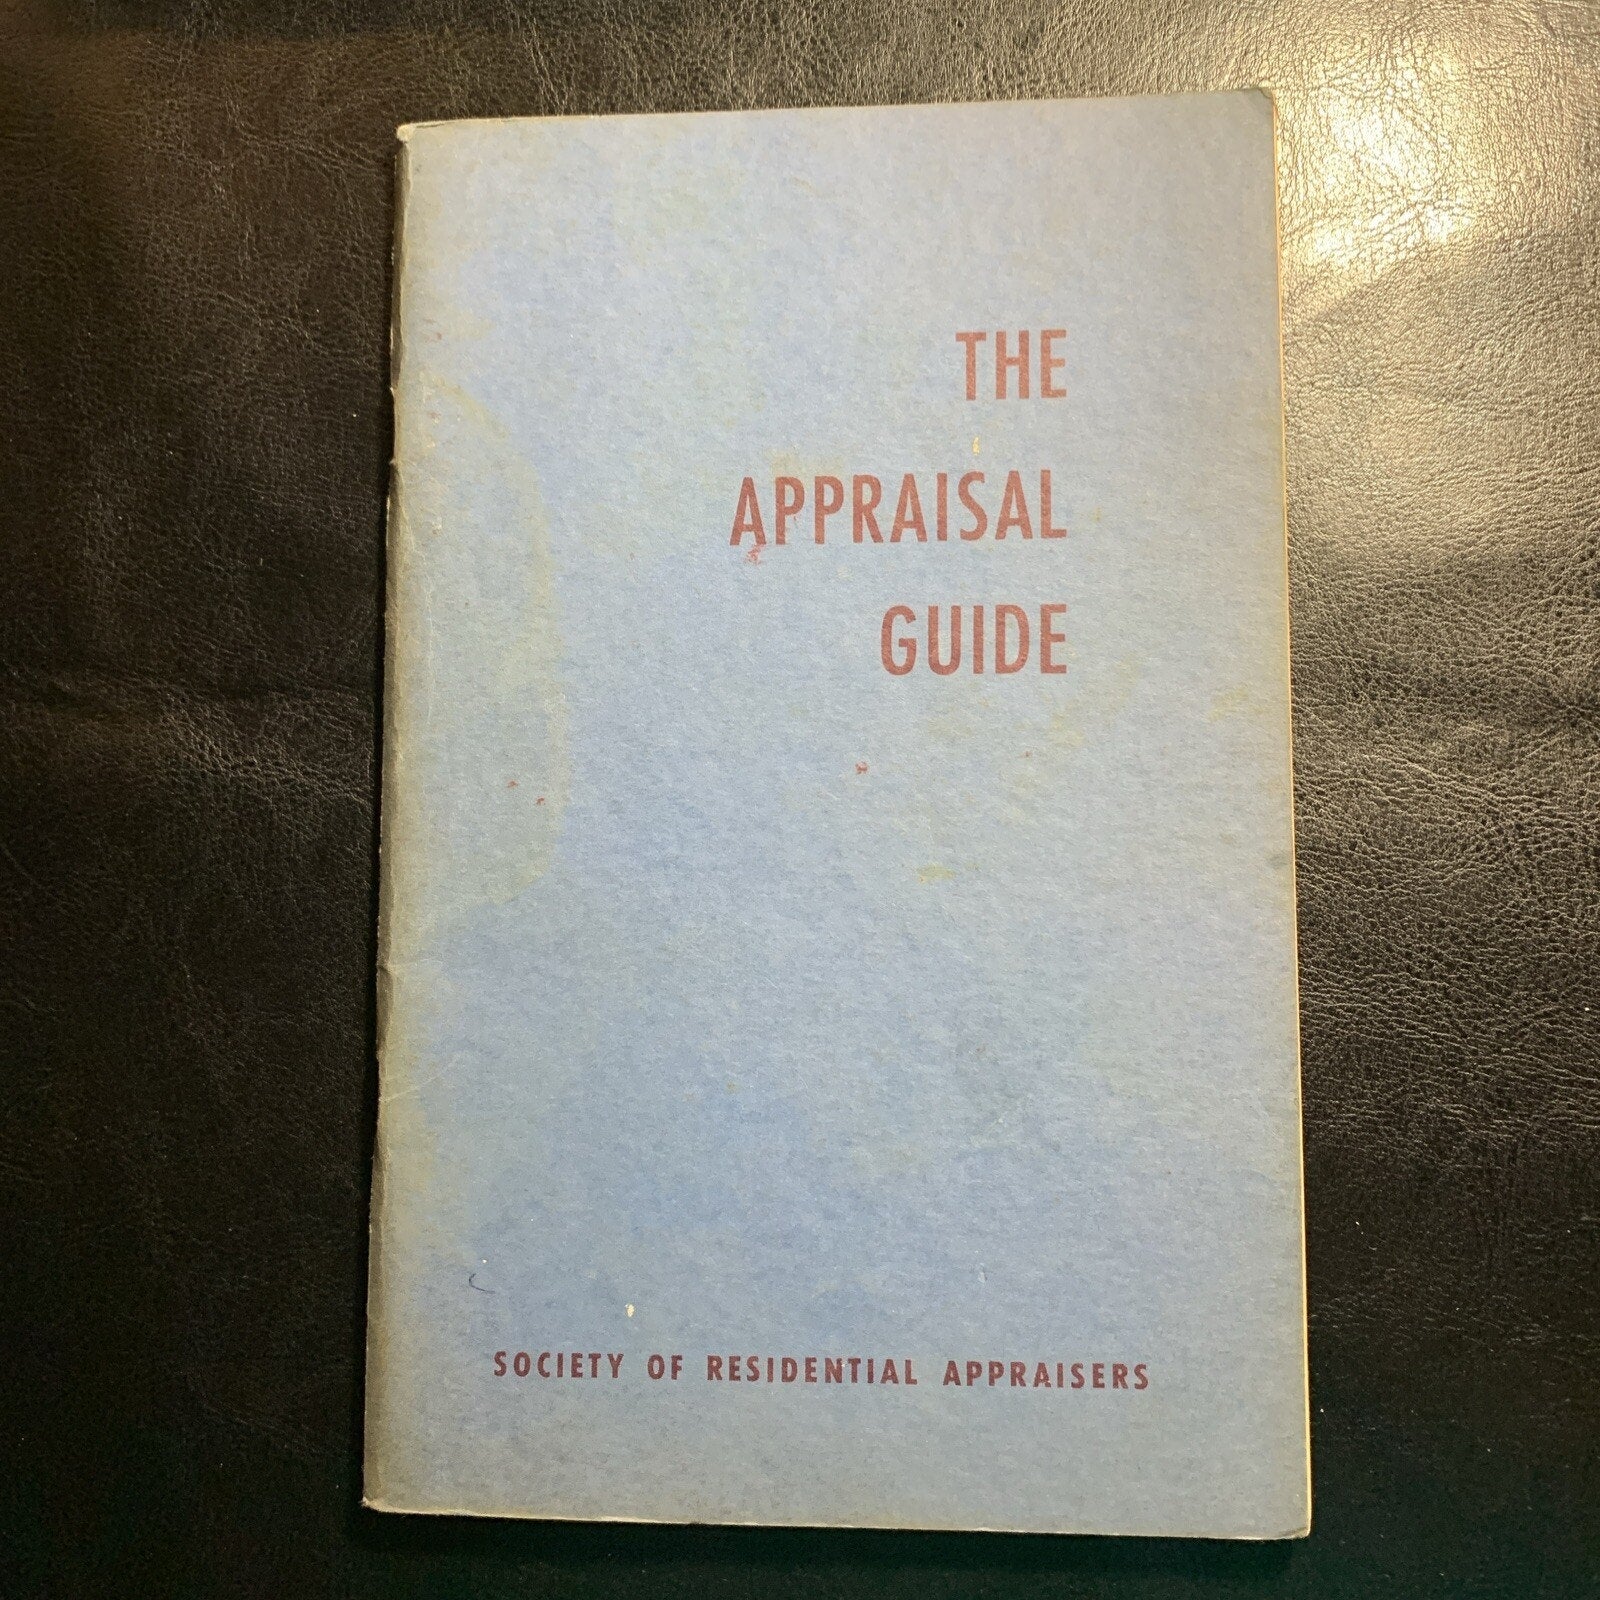 THE
APPRAISAL
GUIDE
SOCIETY OF RESIDENTIAL APPRAISERS